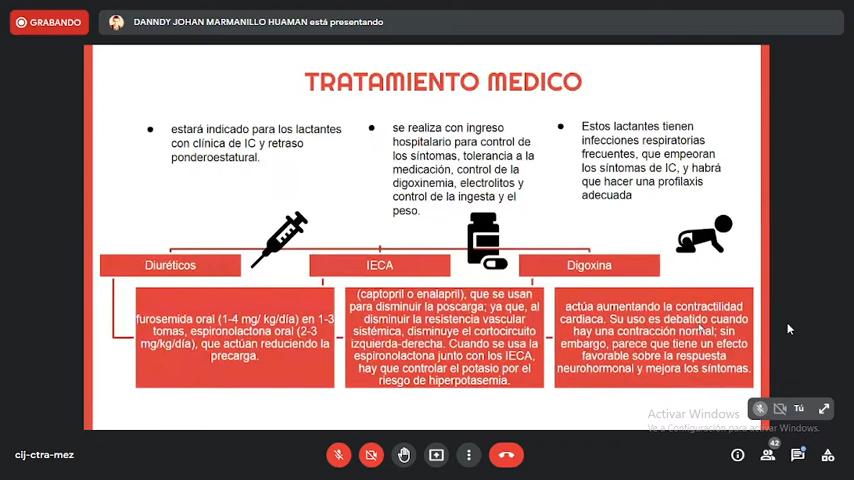 GRABANDO
DANNDY JOHAN MARMANILLO HUAMAN está presentando
TRATAMIENTO MEDICO
• estará indicado para los lactantes
con clínica de IC y retraso
ponderoestatural.
• se realiza con ingreso
hospitalario para control de
los síntomas, tolerancia a la
medicación, control de la
digoxinemia, electrolitos y
control de la ingesta y el
peso.
• Estos lactantes tienen
infecciones respiratorias
frecuentes, que empeoran
los síntomas de IC, y habrá
que hacer una profilaxis
adecuada
Diuréticos
IECA
Digoxina
furosemida oral (1-4 mg/ kg/día) en 1-3
tomas, espironolactona oral (2-3
mg/kg/día), que actúan reduciendo la
precarga.
(captopril o enalapril), que se usan
para disminuir la poscarga; ya que, al
disminuir la resistencia vascular
sistémica, disminuye el cortocircuito
izquierda-derecha. Cuando se usa la
espironolactona junto con los IECA,
hay que controlar el potasio por el
riesgo de hiperpotasemia.
actúa aumentando la contractilidad
cardiaca. Su uso es debatido cuando
hay una contracción normal; sin
embargo, parece que tiene un efecto
favorable sobre la respuesta
neurohormonal y mejora los síntomas.
Tú
Activar Windows
Ve a Configuración para activar Windows.
cij-ctra-mez
42